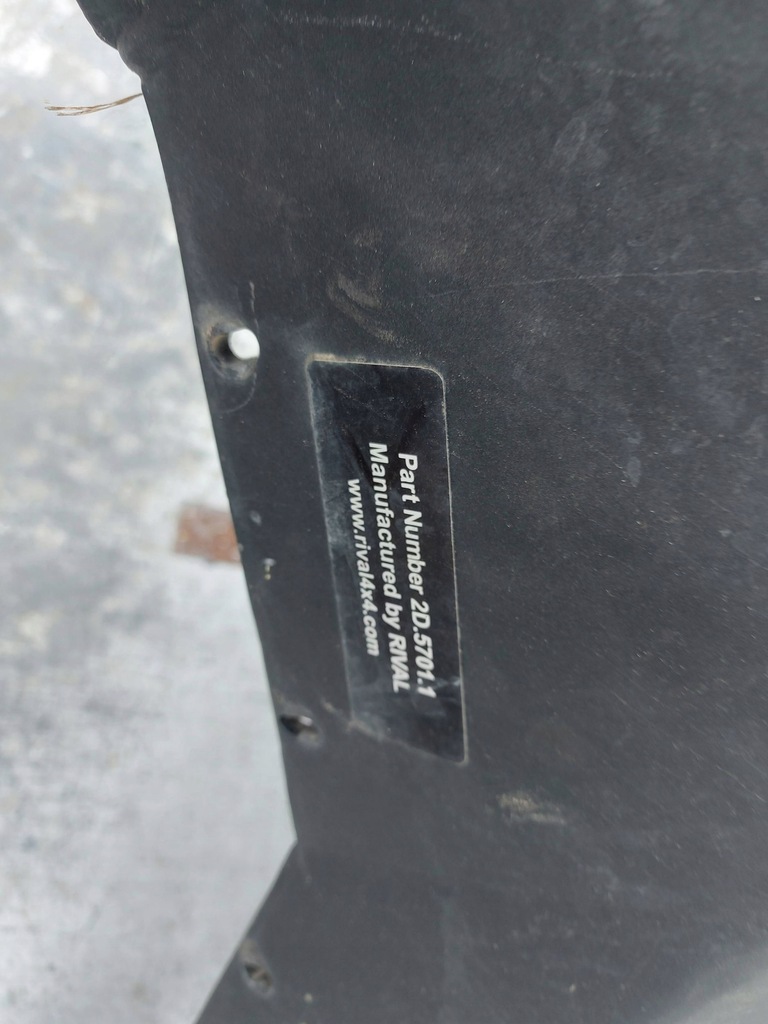 Part Number 2D.5701.1
Manufactured by RIVAL
www.rival4x4.com